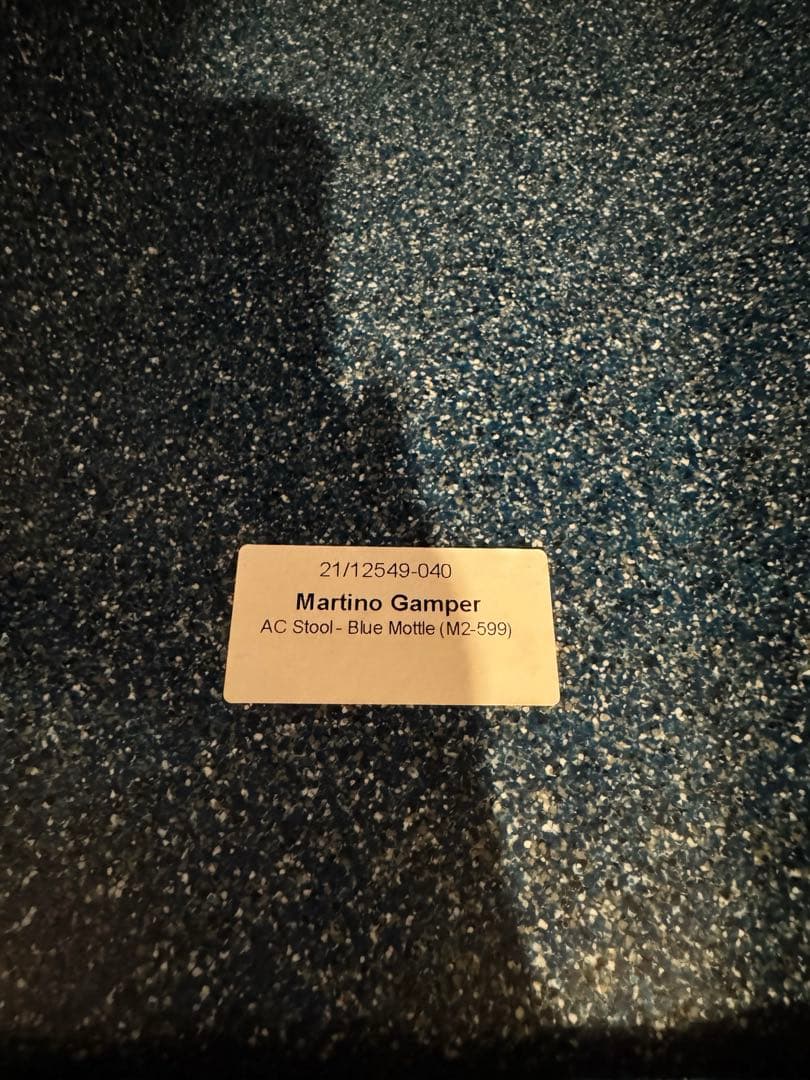 21/12549-040
Martino Gamper
AC Stool - Blue Mottle (M2-599)